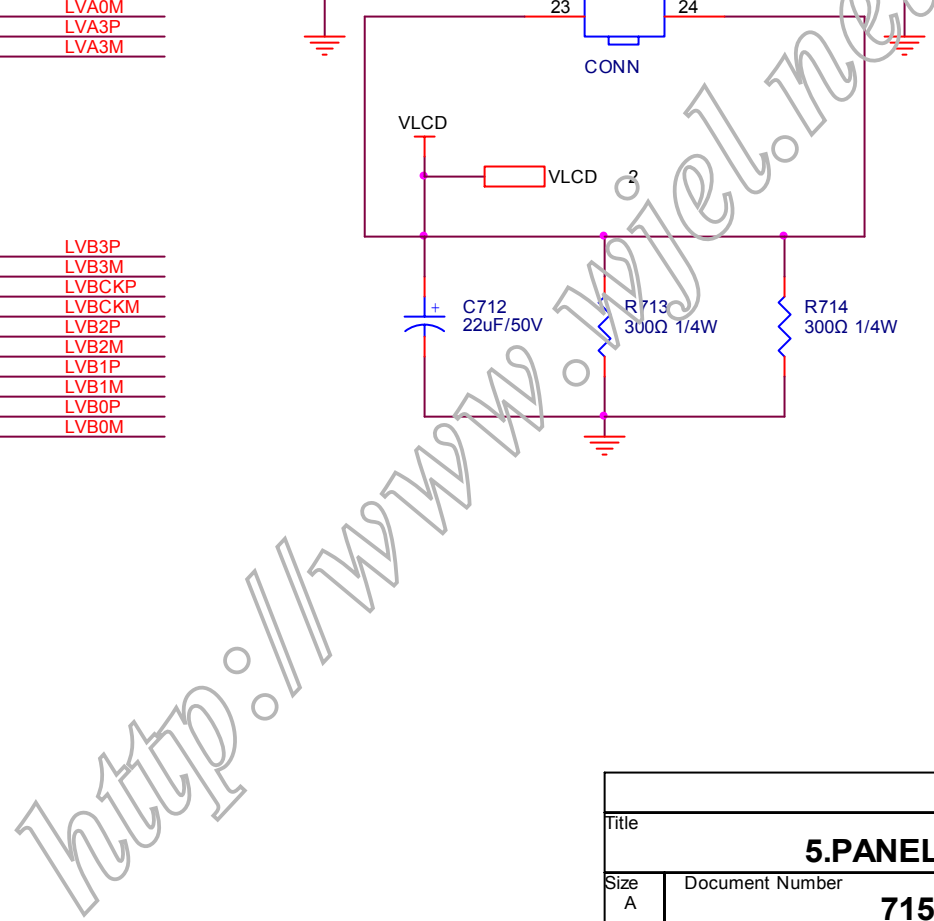 LVA0M
LVA3P
LVA3M
23
24
CONN
VLCD
VLCD 2
LVB3P
LVB3M
LVBCKP
LVBCKM
LVB2P
LVB2M
LVB1P
LVB1M
LVB0P
LVB0M
+
C712
22uF/50V
R713
300Ω 1/4W
R714
300Ω 1/4W
http://www.wjel.ne
Title
5.PANEL
Size
A
Document Number
715